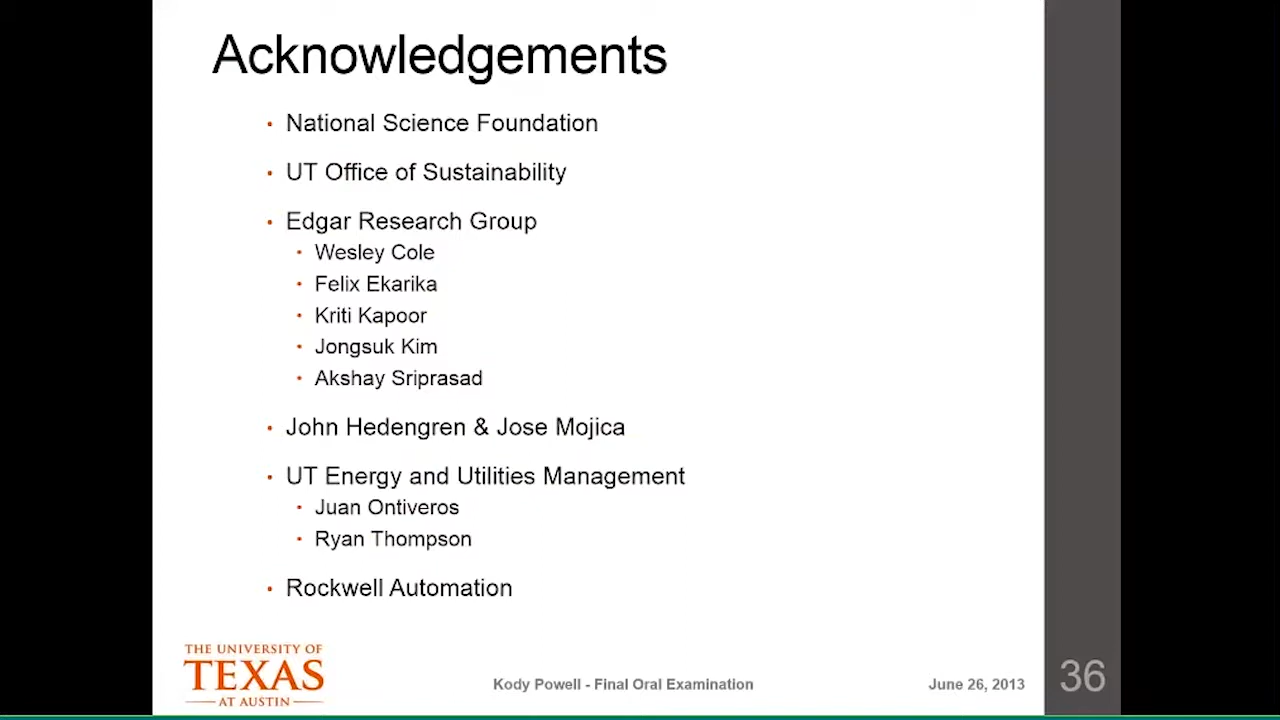 Acknowledgements
• National Science Foundation
• UT Office of Sustainability
• Edgar Research Group
• Wesley Cole
• Felix Ekarika
• Kriti Kapoor
• Jongsuk Kim
• Akshay Sriprasad
• John Hedengren & Jose Mojica
• UT Energy and Utilities Management
• Juan Ontiveros
• Ryan Thompson
• Rockwell Automation
THE UNIVERSITY OF
TEXAS
AT AUSTIN
Kody Powell - Final Oral Examination
June 26, 2013
36